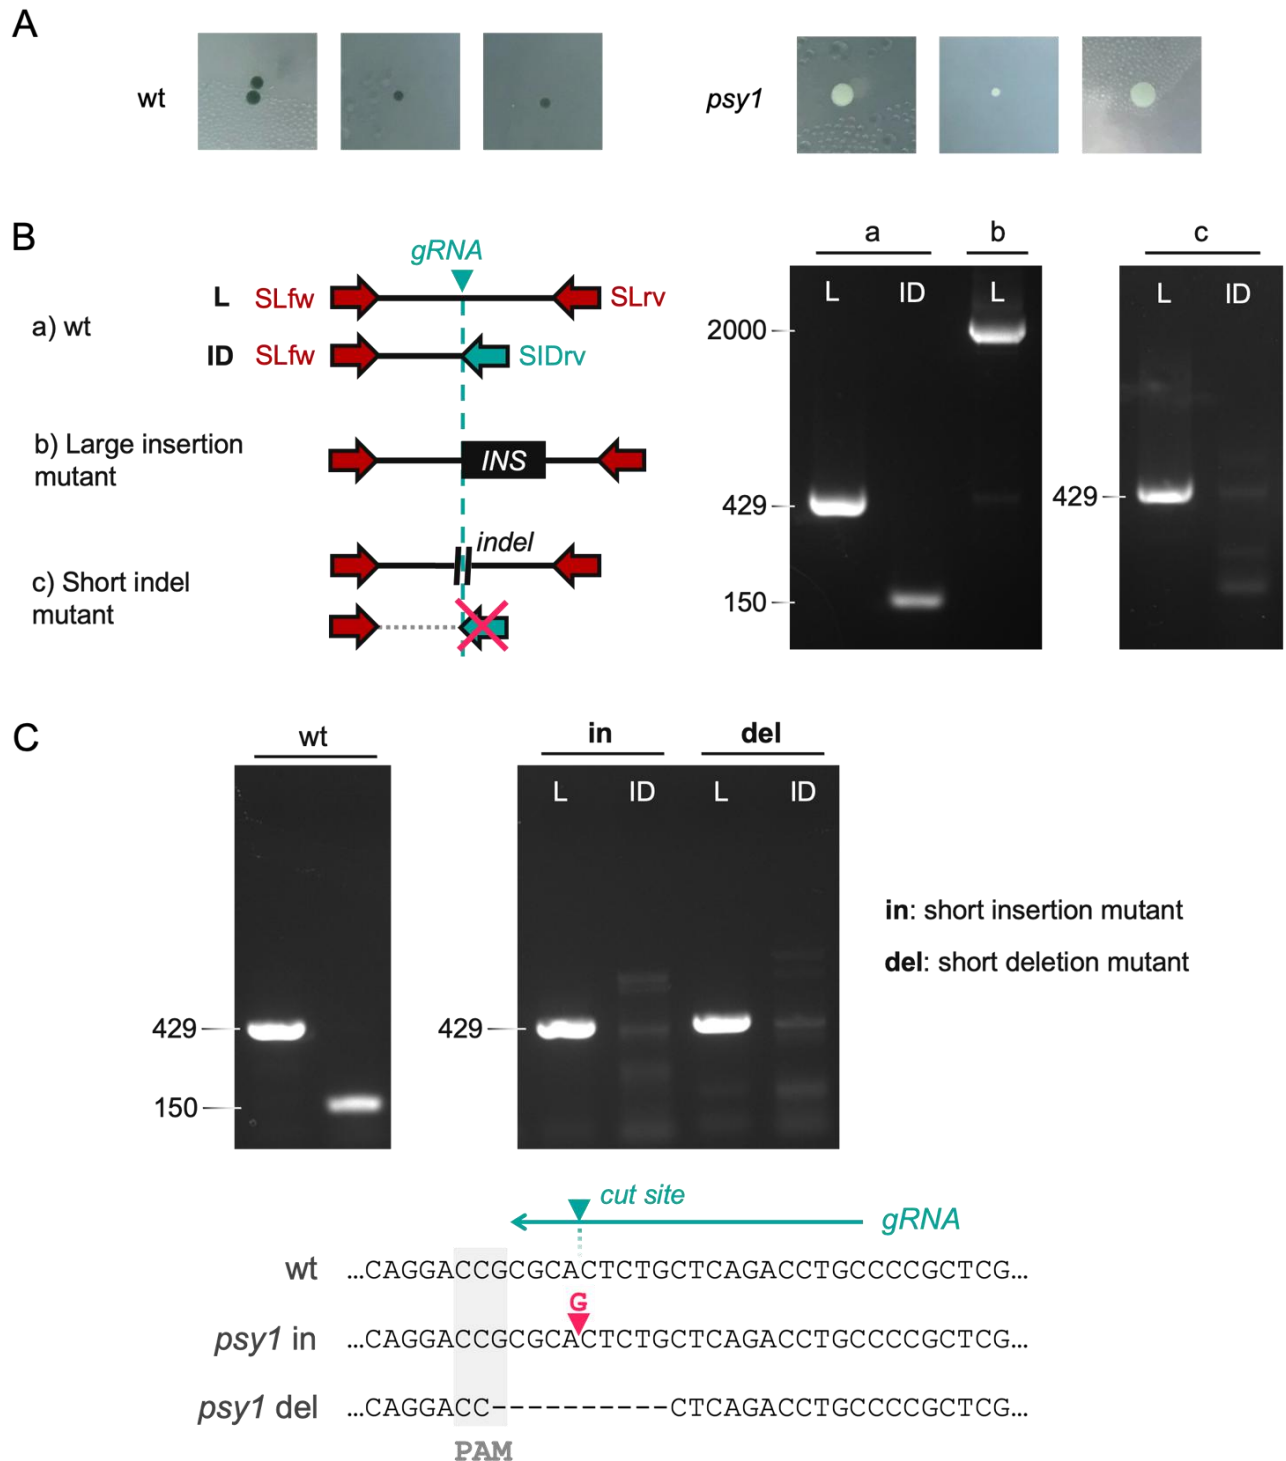 A
wt
psy1
B
gRNA
L SLfw SLrv
a) wt
ID SLfw SIDrv
b) Large insertion
mutant
INS
indel
c) Short indel
mutant
a b
L ID L
2000
429
150
c
L ID
429
C
wt
429
150
in del
L ID L ID
429
in: short insertion mutant
del: short deletion mutant
cut site
gRNA
wt ...CAGGACCGCGCACTCTGCTCAGACCTGCCCCGCTCG...
G
psy1 in ...CAGGACCGCGCACTCTGCTCAGACCTGCCCCGCTCG...
psy1 del ...CAGGACC----------CTCAGACCTGCCCCGCTCG...
PAM